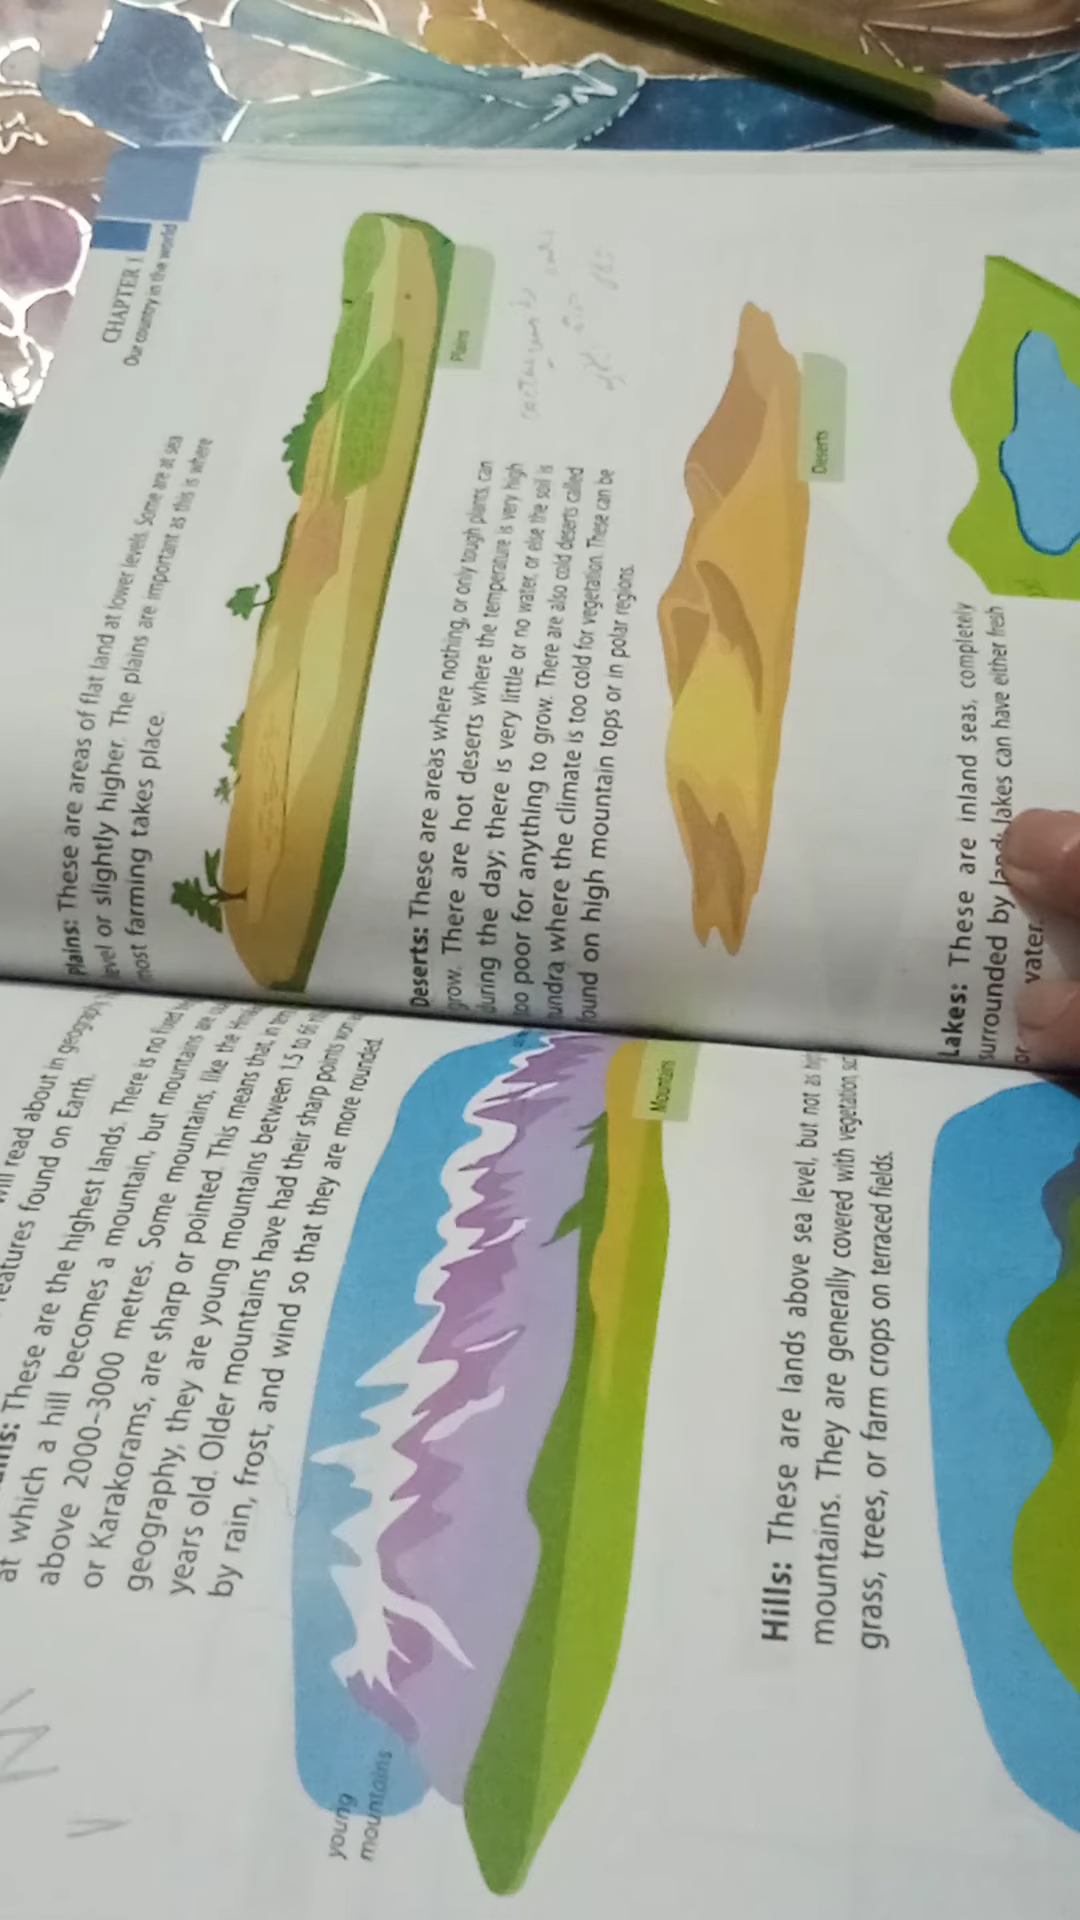 will read about in geography
features found on Earth.
These are the highest lands. There is no fixed
at which a hill becomes a mountain, but mountains are
above 2000–3000 metres. Some mountains, like the
or Karakorams, are sharp or pointed. This means that, in
geography, they are young mountains between 1.5 to 66
years old. Older mountains have had their sharp points
by rain, frost, and wind so that they are more rounded.
young
mountains
Mountains
Hills: These are lands above sea level, but not as
mountains. They are generally covered with vegetation
grass, trees, or farm crops on terraced fields.
CHAPTER 1
Our country in the world
Plains: These are areas of flat land at lower levels. Some are at sea
level or slightly higher. The plains are important as this is where
most farming takes place.
Plains
Deserts: These are areas where nothing, or only tough plants, can
grow. There are hot deserts where the temperature is very high
during the day; there is very little or no water, or else the soil is
too poor for anything to grow. There are also cold deserts called
tundra where the climate is too cold for vegetation. These can be
found on high mountain tops or in polar regions.
Deserts
Lakes: These are inland seas, completely
surrounded by land; lakes can have either fresh
or water.